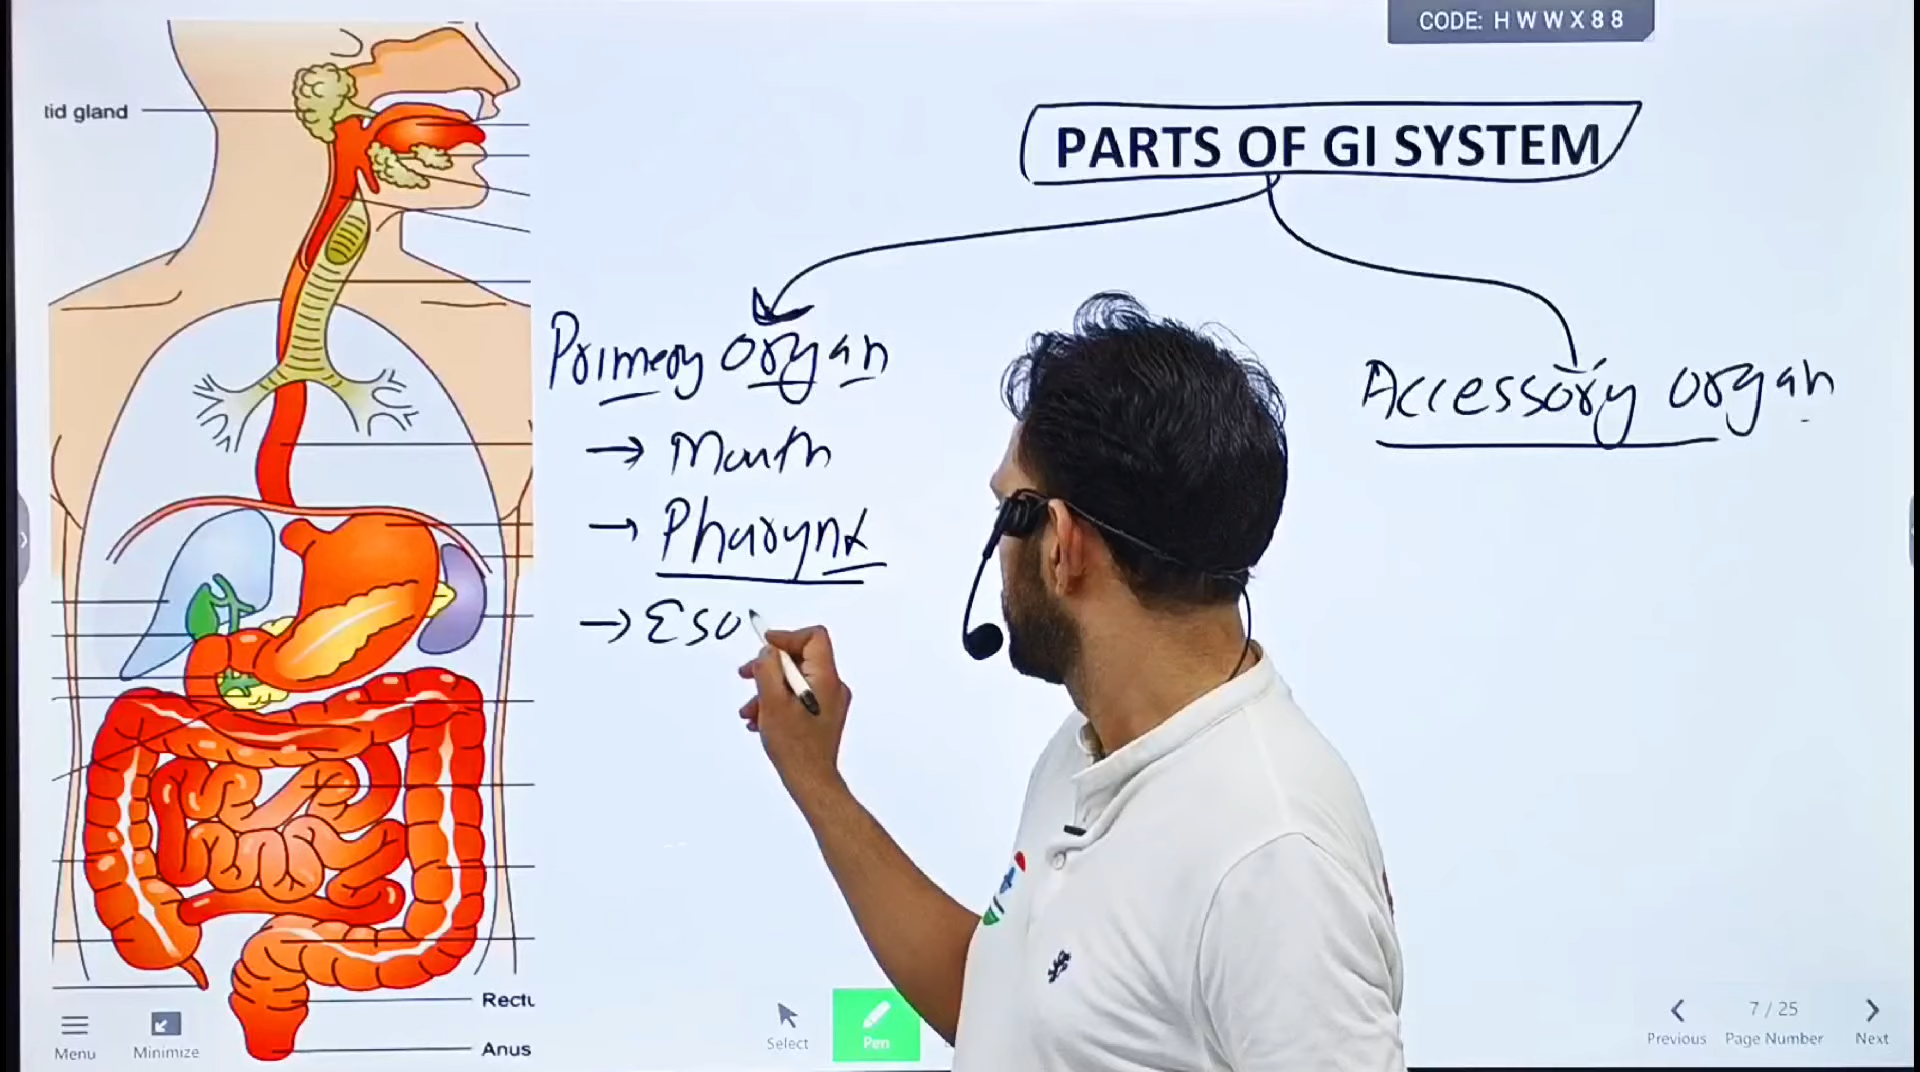 CODE: HWWX88
tid gland
PARTS OF GI SYSTEM
Primery organ
Accessory organ
→ Mouth
→ Pharynx
→ Eso
Rectu
Anus
Menu
Minimize
Select
Pen
Previous
7 / 25
Page Number
Next